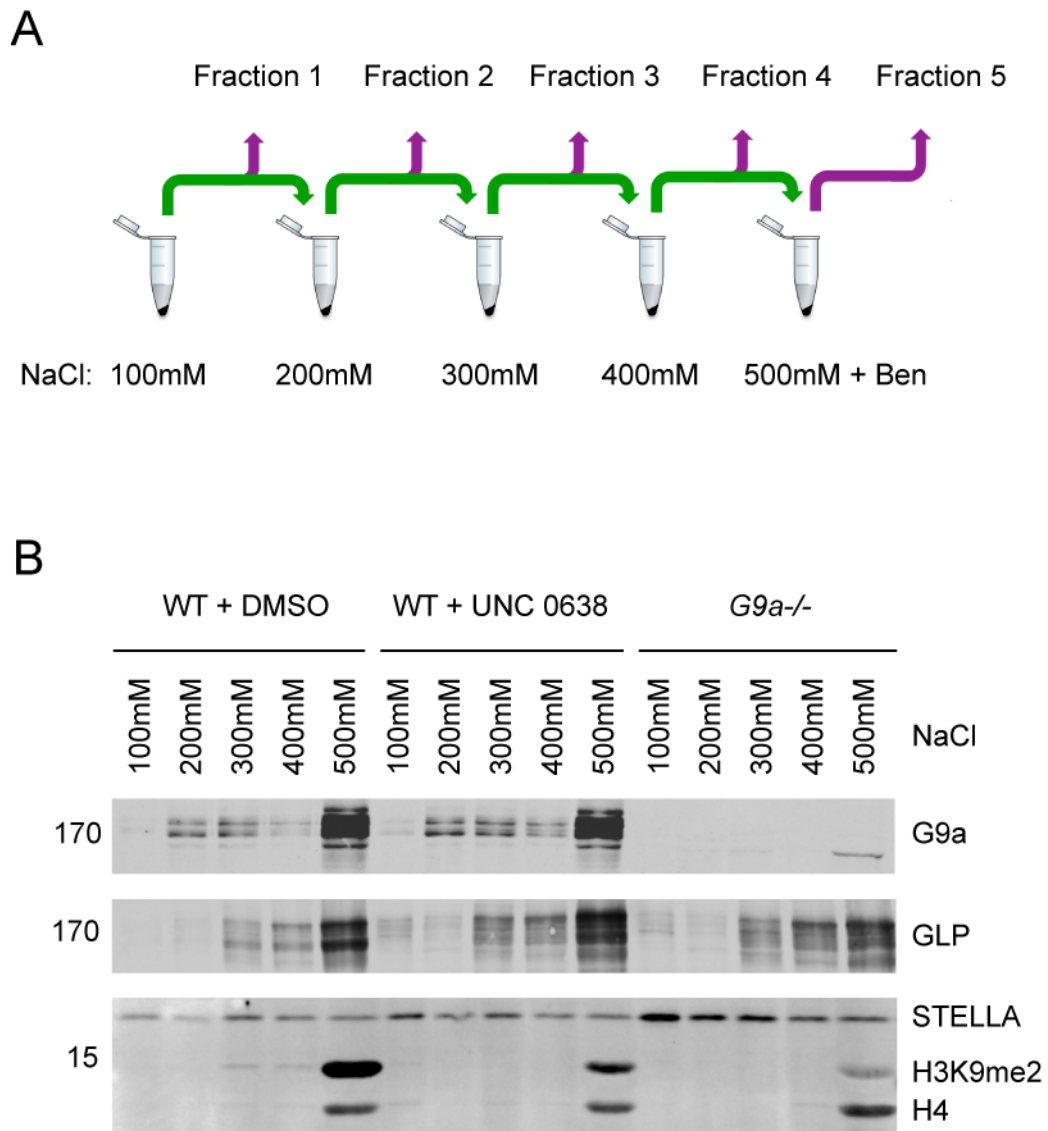 A
Fraction 1 Fraction 2 Fraction 3 Fraction 4 Fraction 5
NaCl: 100mM 200mM 300mM 400mM 500mM + Ben
B
WT + DMSO WT + UNC 0638 G9a-/-
100mM 200mM 300mM 400mM 500mM 100mM 200mM 300mM 400mM 500mM 100mM 200mM 300mM 400mM 500mM NaCl
170 G9a
170 GLP
STELLA
15 H3K9me2
H4